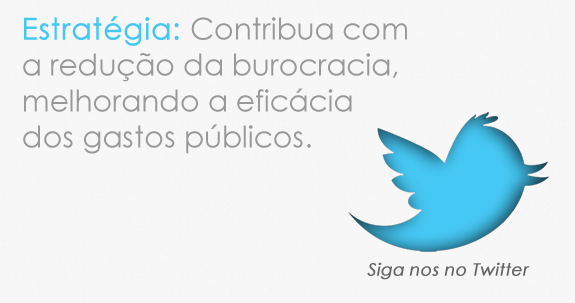 Estratégia: Contribua com
a redução da burocracia,
melhorando a eficácia
dos gastos públicos.
Siga nos no Twitter